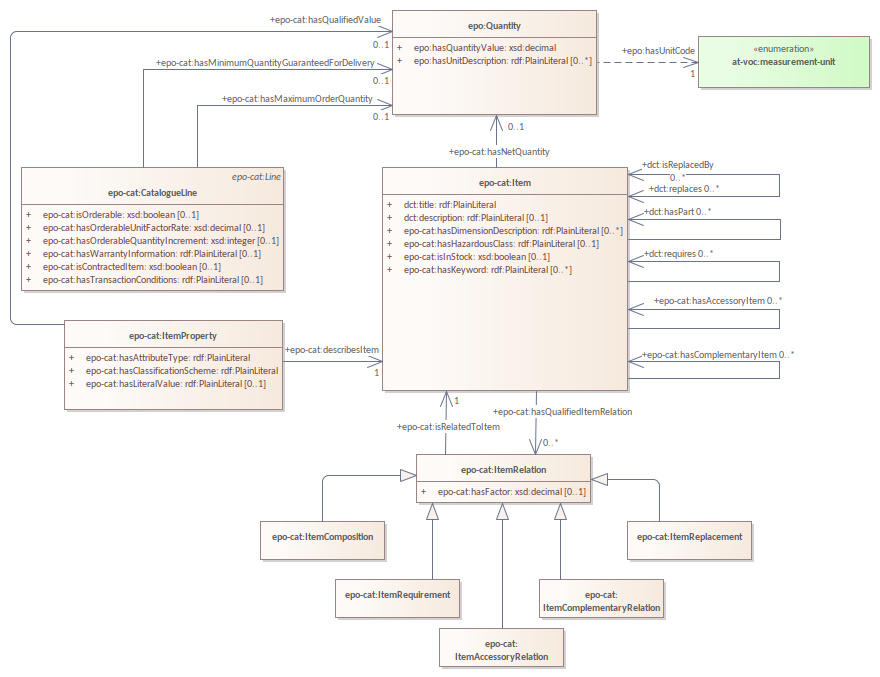 +epo-cat:hasQualifiedValue
0..1
epo:Quantity
+ epo:hasQuantityValue: xsd:decimal
+ epo:hasUnitDescription: rdf:PlainLiteral [0..*]
+epo:hasUnitCode
1
«enumeration»
at-voc:measurement-unit
+epo-cat:hasMinimumQuantityGuaranteedForDelivery
0..1
+epo-cat:hasMaximumOrderQuantity
0..1
0..1
+epo-cat:hasNetQuantity
epo-cat:Line
epo-cat:CatalogueLine
+ epo-cat:isOrderable: xsd:boolean [0..1]
+ epo-cat:hasOrderableUnitFactorRate: xsd:decimal [0..1]
+ epo-cat:hasOrderableQuantityIncrement: xsd:integer [0..1]
+ epo-cat:hasWarrantyInformation: rdf:PlainLiteral [0..1]
+ epo-cat:isContractedItem: xsd:boolean [0..1]
+ epo-cat:hasTransactionConditions: rdf:PlainLiteral [0..1]
epo-cat:Item
+ dct:title: rdf:PlainLiteral
+ dct:description: rdf:PlainLiteral [0..1]
+ epo-cat:hasDimensionDescription: rdf:PlainLiteral [0..*]
+ epo-cat:hasHazardousClass: rdf:PlainLiteral [0..1]
+ epo-cat:isInStock: xsd:boolean [0..1]
+ epo-cat:hasKeyword: rdf:PlainLiteral [0..*]
+dct:isReplacedBy
0..*
+dct:replaces 0..*
+dct:hasPart 0..*
+dct:requires 0..*
+epo-cat:hasAccessoryItem 0..*
+epo-cat:hasComplementaryItem 0..*
epo-cat:ItemProperty
+ epo-cat:hasAttributeType: rdf:PlainLiteral
+ epo-cat:hasClassificationScheme: rdf:PlainLiteral
+ epo-cat:hasLiteralValue: rdf:PlainLiteral [0..1]
+epo-cat:describesItem
1
1
+epo-cat:isRelatedToItem
+epo-cat:hasQualifiedItemRelation
0..*
epo-cat:ItemRelation
+ epo-cat:hasFactor: xsd:decimal [0..1]
epo-cat:ItemComposition
epo-cat:ItemReplacement
epo-cat:ItemRequirement
epo-cat:
ItemComplementaryRelation
epo-cat:
ItemAccessoryRelation